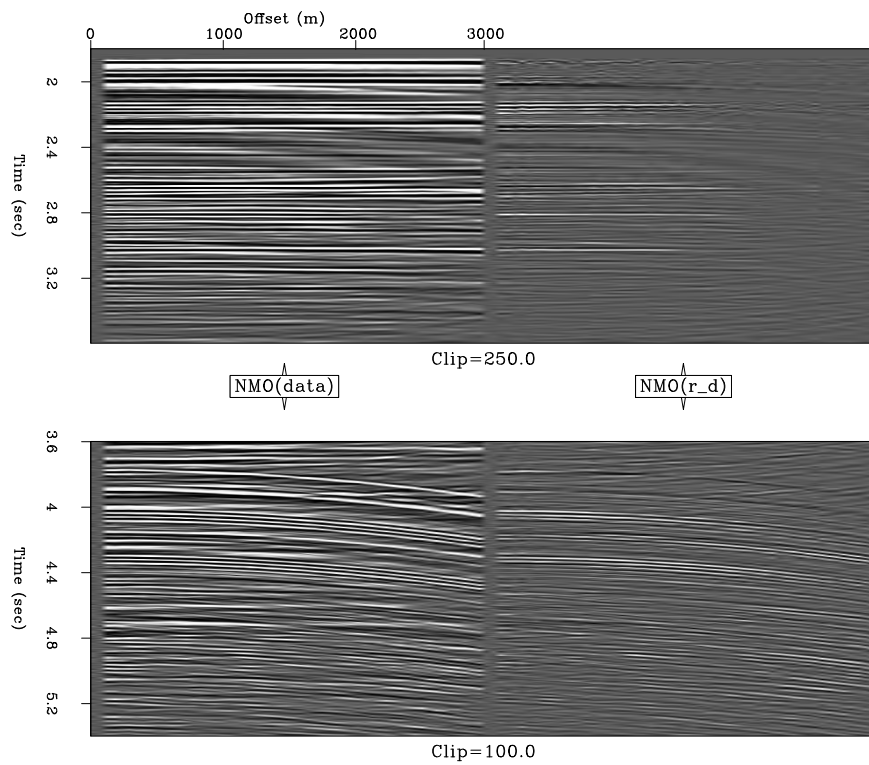 Offset (m)
0 1000 2000 3000
Time (sec)
2
2.4
2.8
3.2
Clip=250.0
NMO(data) NMO(r_d)
Time (sec)
3.6
4
4.4
4.8
5.2
Clip=100.0